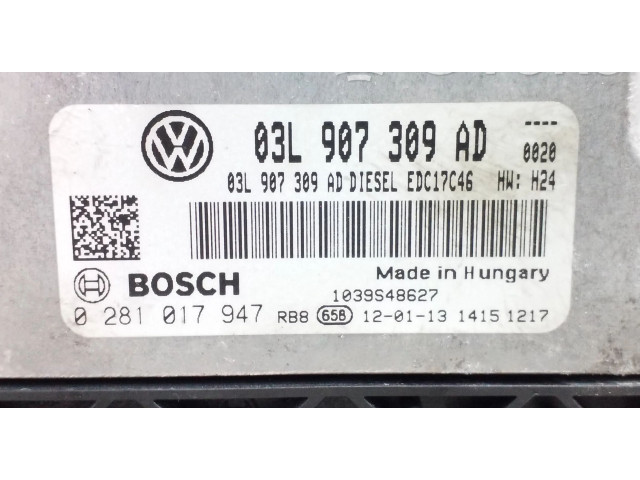 03L 907 309 AD
----
0020
03L 907 309 AD DIESEL EDC17C46 HW: H24
Made in Hungary
BOSCH
1039S48627
0 281 017 947 RB8 658 12-01-13 1415 1217